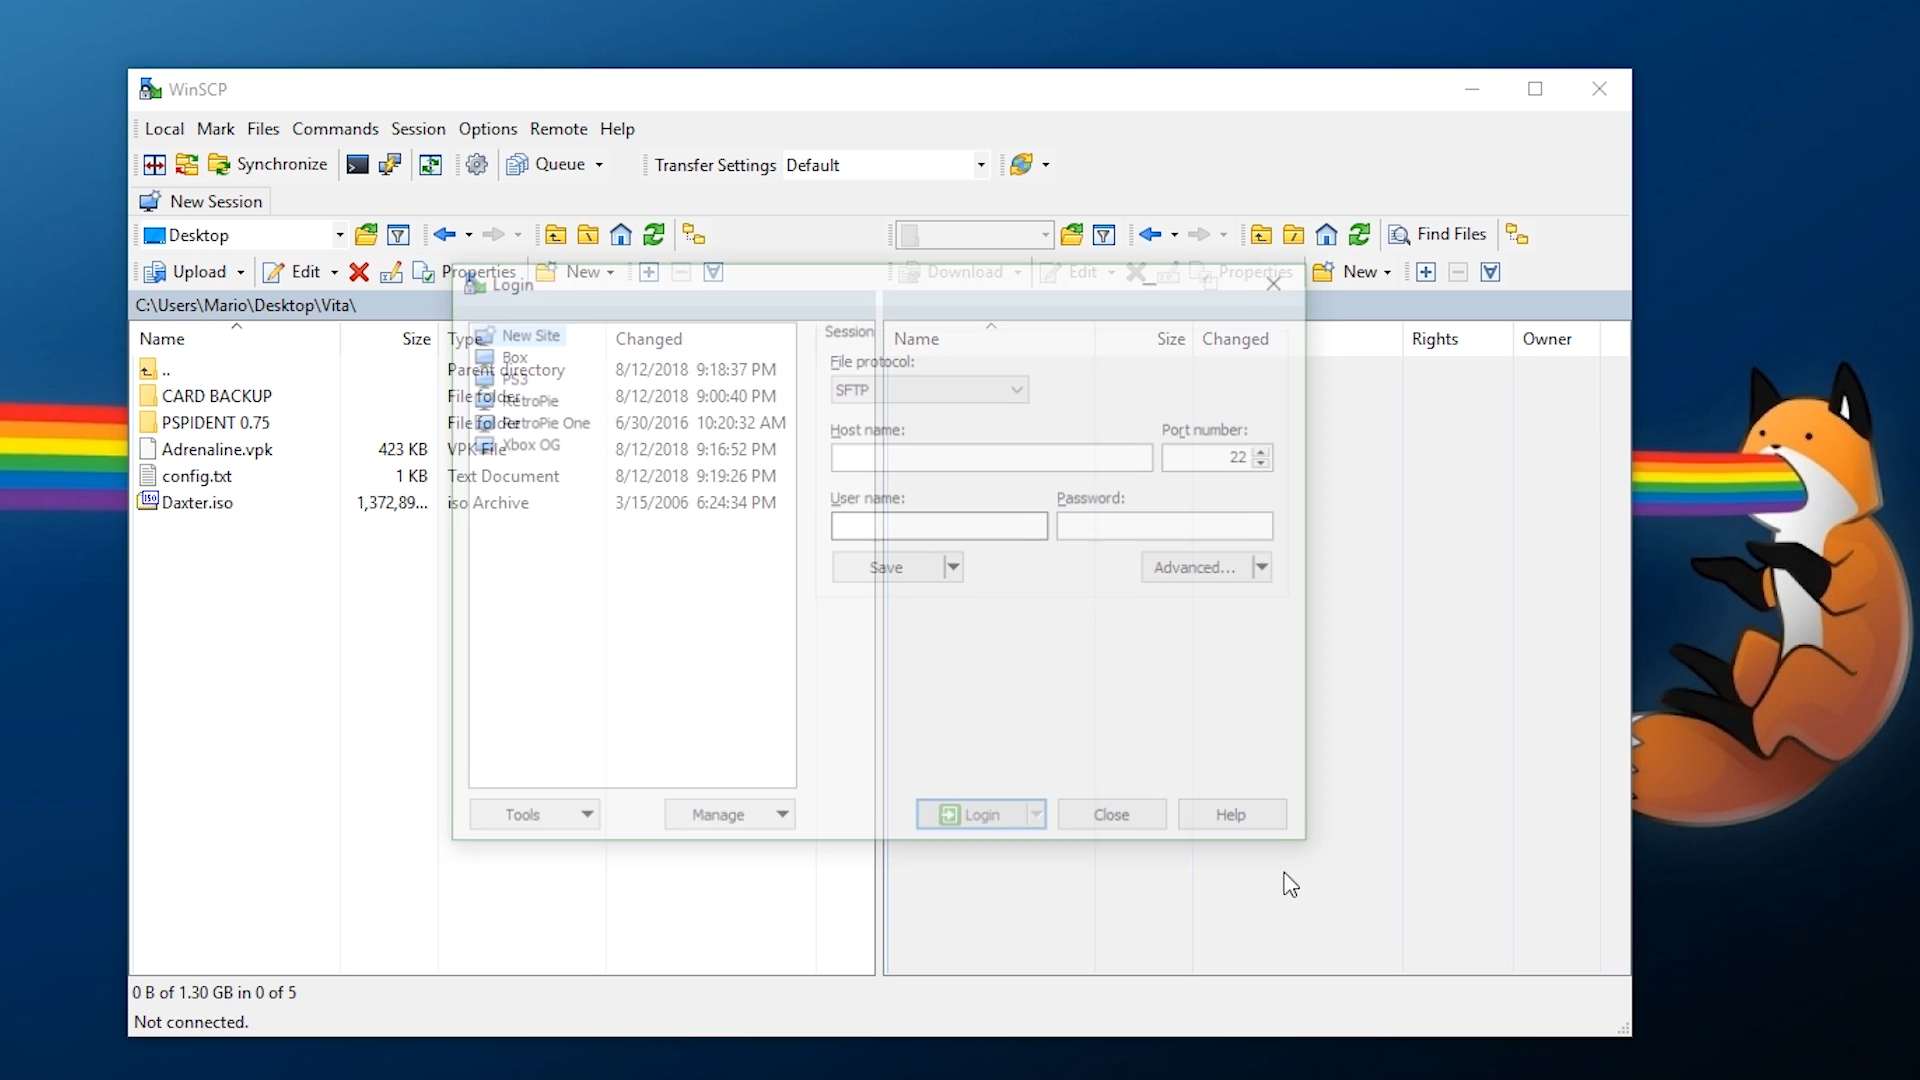 WinSCP
Local Mark Files Commands Session Options Remote Help
Synchronize Queue Transfer Settings Default
New Session
Desktop Find Files
Upload Edit Properties New Download Edit Properties New
C:\Users\Mario\Desktop\Vita\
Name Size Type Changed
.. Parent directory 8/12/2018 9:18:37 PM
CARD BACKUP File folder 8/12/2018 9:00:40 PM
PSPIDENT 0.75 File folder 6/30/2016 10:20:32 AM
Adrenaline.vpk 423 KB VPK File 8/12/2018 9:16:52 PM
config.txt 1 KB Text Document 8/12/2018 9:19:26 PM
Daxter.iso 1,372,89... iso Archive 3/15/2006 6:24:34 PM
Name Size Changed Rights Owner
Login
New Site
Box
PS3
RetroPie
RetroPie One
Xbox OG
Session
File protocol:
SFTP
Host name: Port number:
22
User name: Password:
Save Advanced...
Tools Manage Login Close Help
0 B of 1.30 GB in 0 of 5
Not connected.